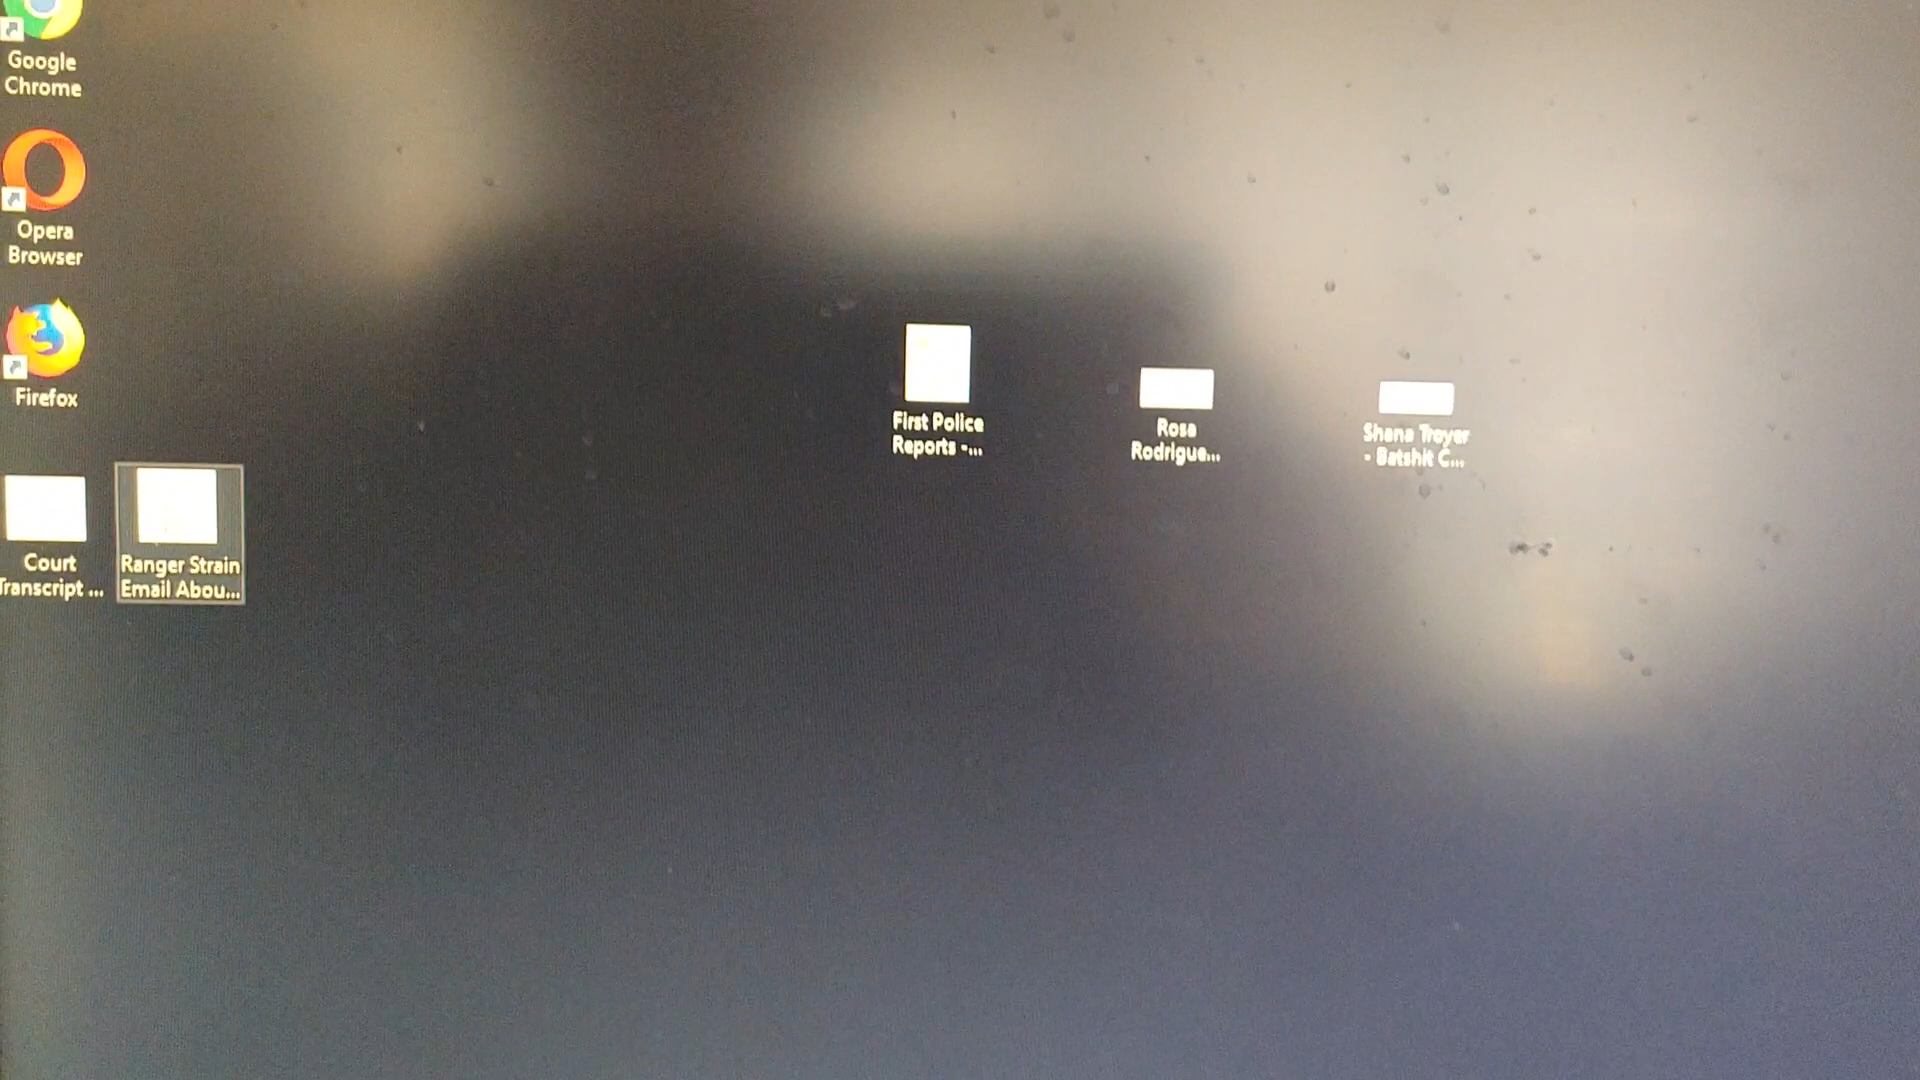 Google
Chrome
Opera
Browser
Firefox
Court
Transcript ...
Ranger Strain
Email Abou...
First Police
Reports -...
Rosa
Rodrigue...
Shana Troyer
- Batshit C...